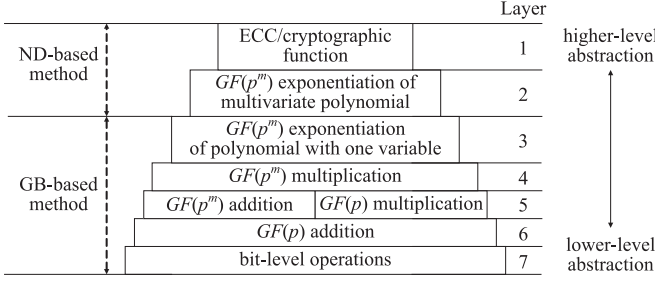 Layer
ND-based
method
ECC/cryptographic
function
1
higher-level
abstraction
GF(p^m) exponentiation of
multivariate polynomial
2
GB-based
method
GF(p^m) exponentiation
of polynomial with one variable
3
GF(p^m) multiplication
4
GF(p^m) addition
GF(p) multiplication
5
GF(p) addition
6
bit-level operations
7
lower-level
abstraction